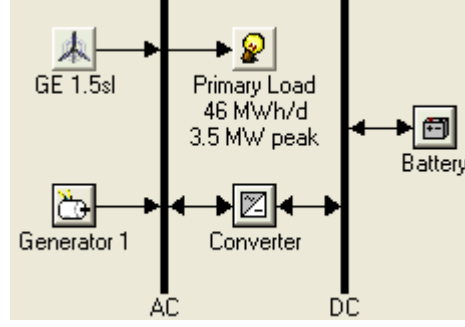 GE 1.5sl
Primary Load
46 MWh/d
3.5 MW peak
Battery
Generator 1
Converter
AC
DC